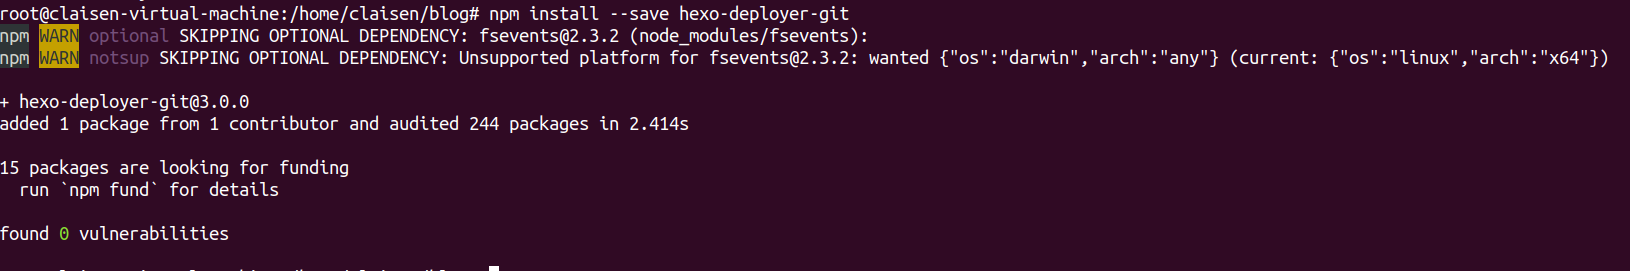 root@claisen-virtual-machine:/home/claisen/blog# npm install --save hexo-deployer-git
npm WARN optional SKIPPING OPTIONAL DEPENDENCY: fsevents@2.3.2 (node_modules/fsevents):
npm WARN notsup SKIPPING OPTIONAL DEPENDENCY: Unsupported platform for fsevents@2.3.2: wanted {"os":"darwin","arch":"any"} (current: {"os":"linux","arch":"x64"})
+ hexo-deployer-git@3.0.0
added 1 package from 1 contributor and audited 244 packages in 2.414s
15 packages are looking for funding
run `npm fund` for details
found 0 vulnerabilities